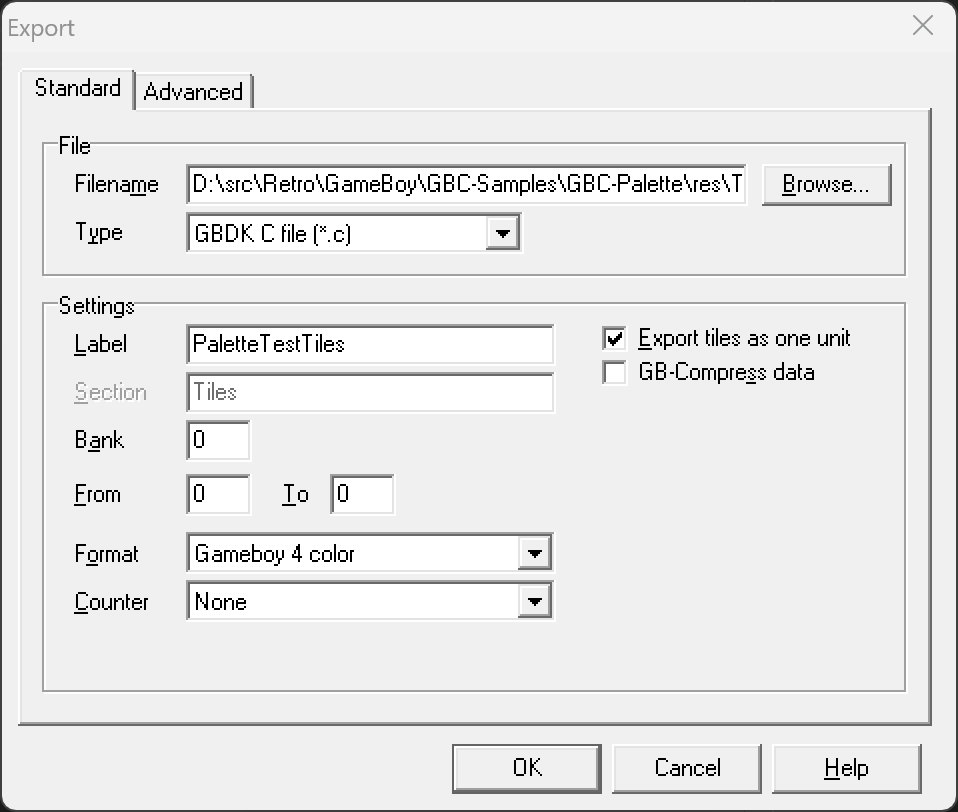 Export
Standard
Advanced
File
Filename
D:\src\Retro\GameBoy\GBC-Samples\GBC-Palette\res\T
Browse...
Type
GBDK C file (*.c)
Settings
Label
PaletteTestTiles
Export tiles as one unit
Section
Tiles
GB-Compress data
Bank
0
From
0
To
0
Format
Gameboy 4 color
Counter
None
OK
Cancel
Help